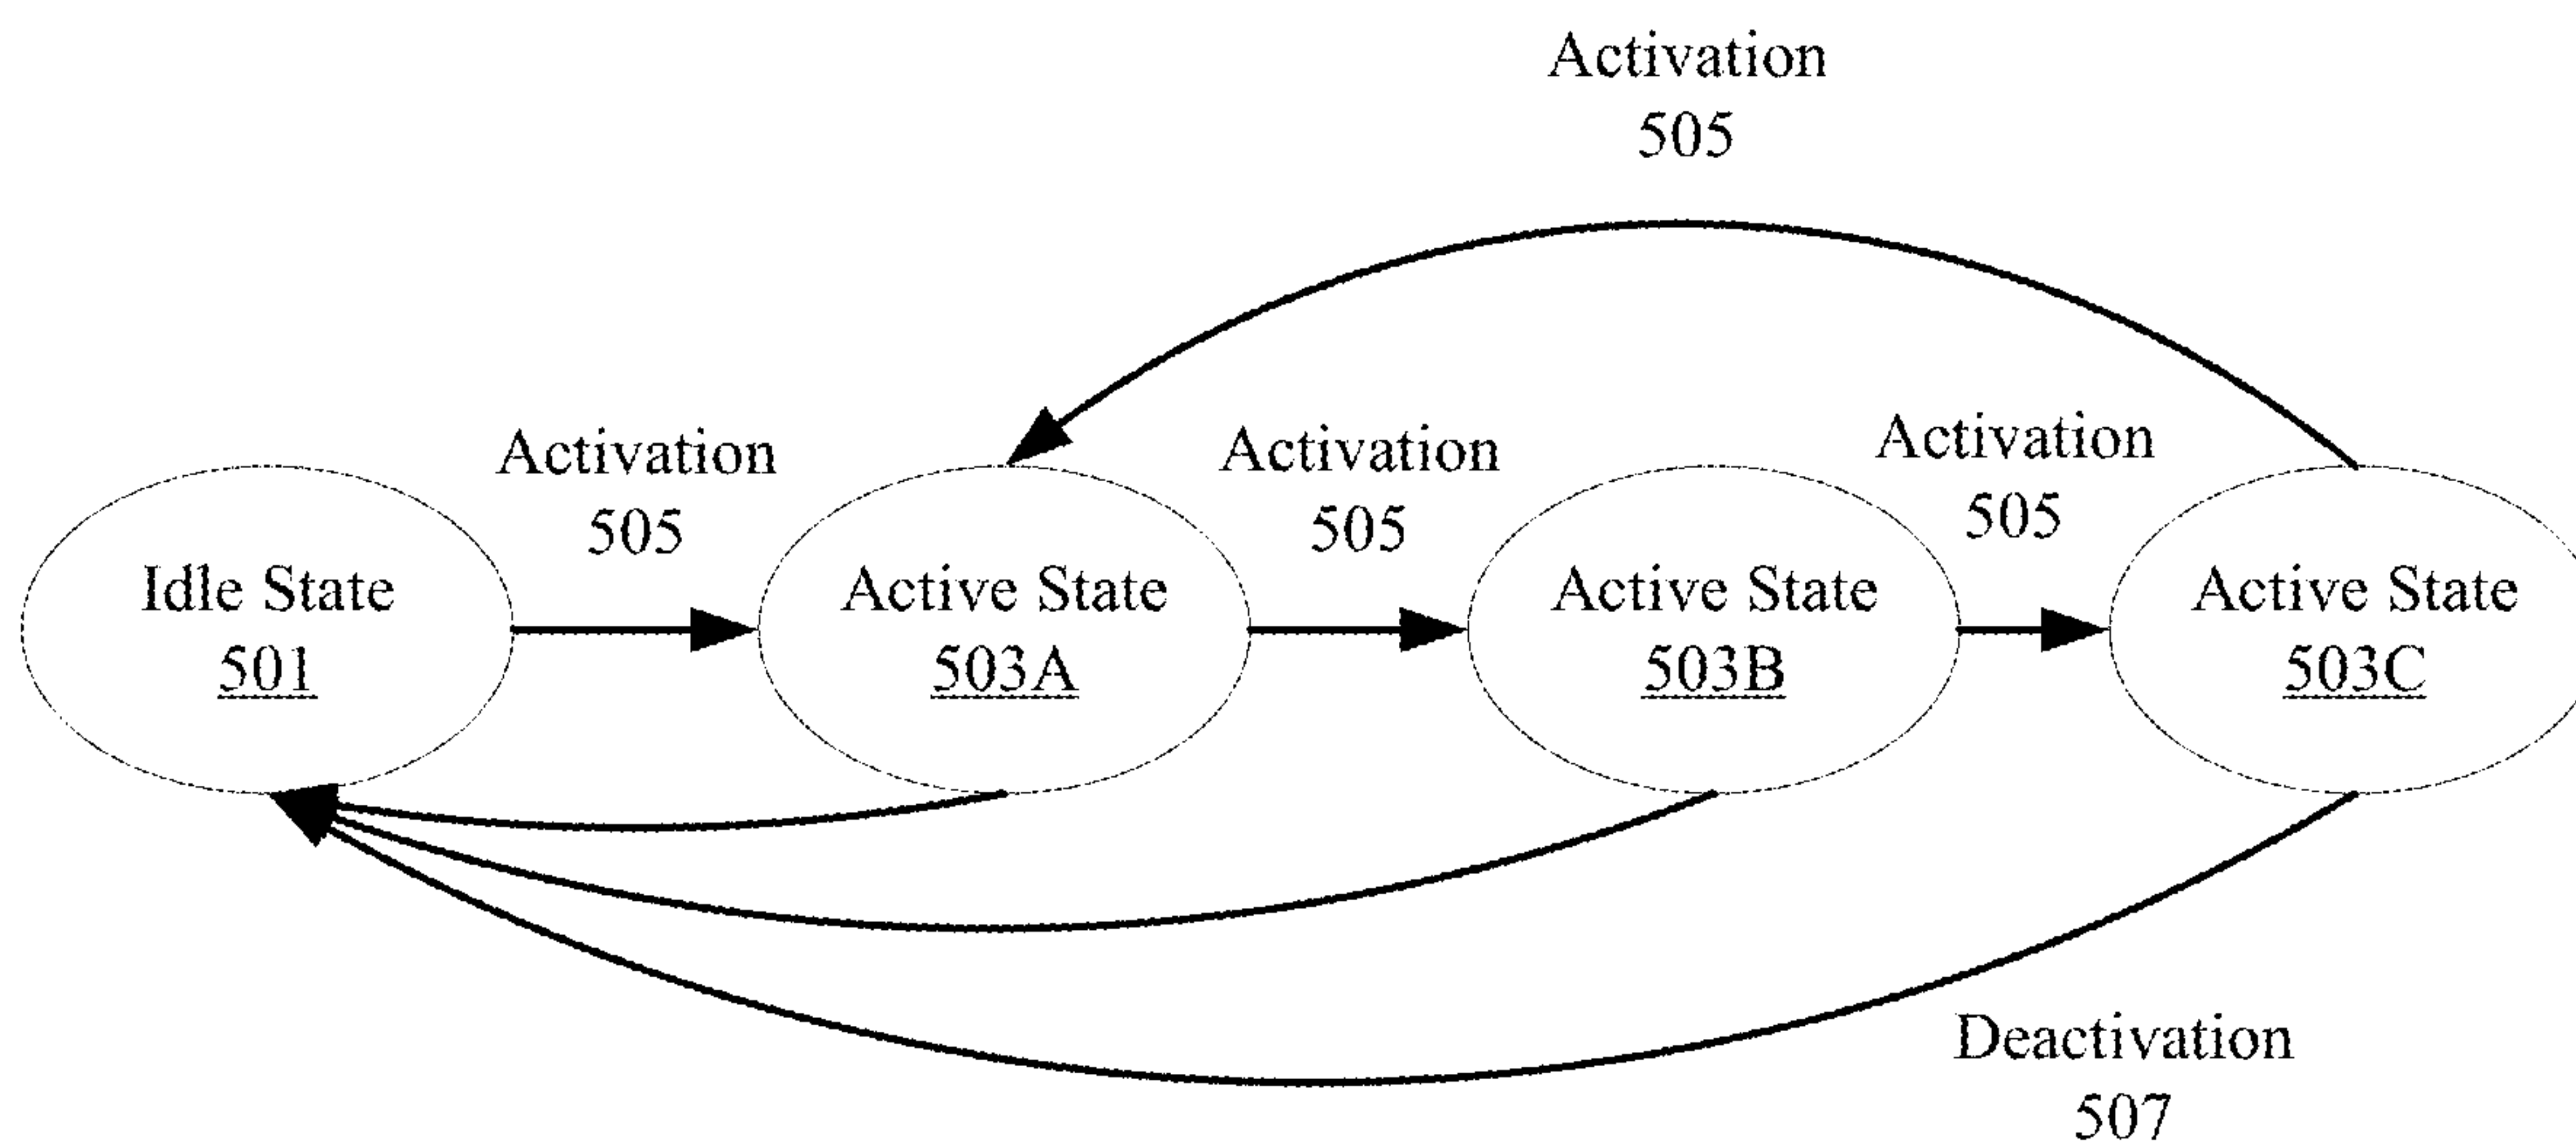 Activation
505
Activation
505
Activation
505
Activation
505
Idle State
501
Active State
503A
Active State
503B
Active State
503C
Deactivation
507